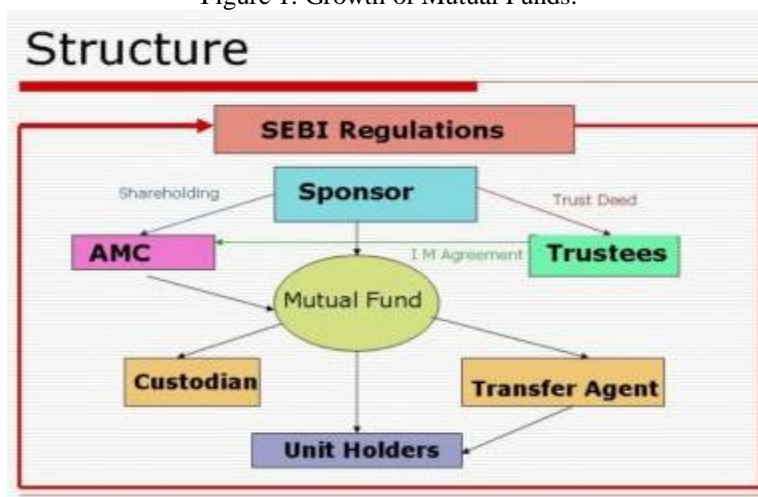 Figure 1: Growth of Mutual Funds.
Structure
SEBI Regulations
Sponsor
Shareholding
Trust Deed
AMC
I M Agreement
Trustees
Mutual Fund
Custodian
Transfer Agent
Unit Holders